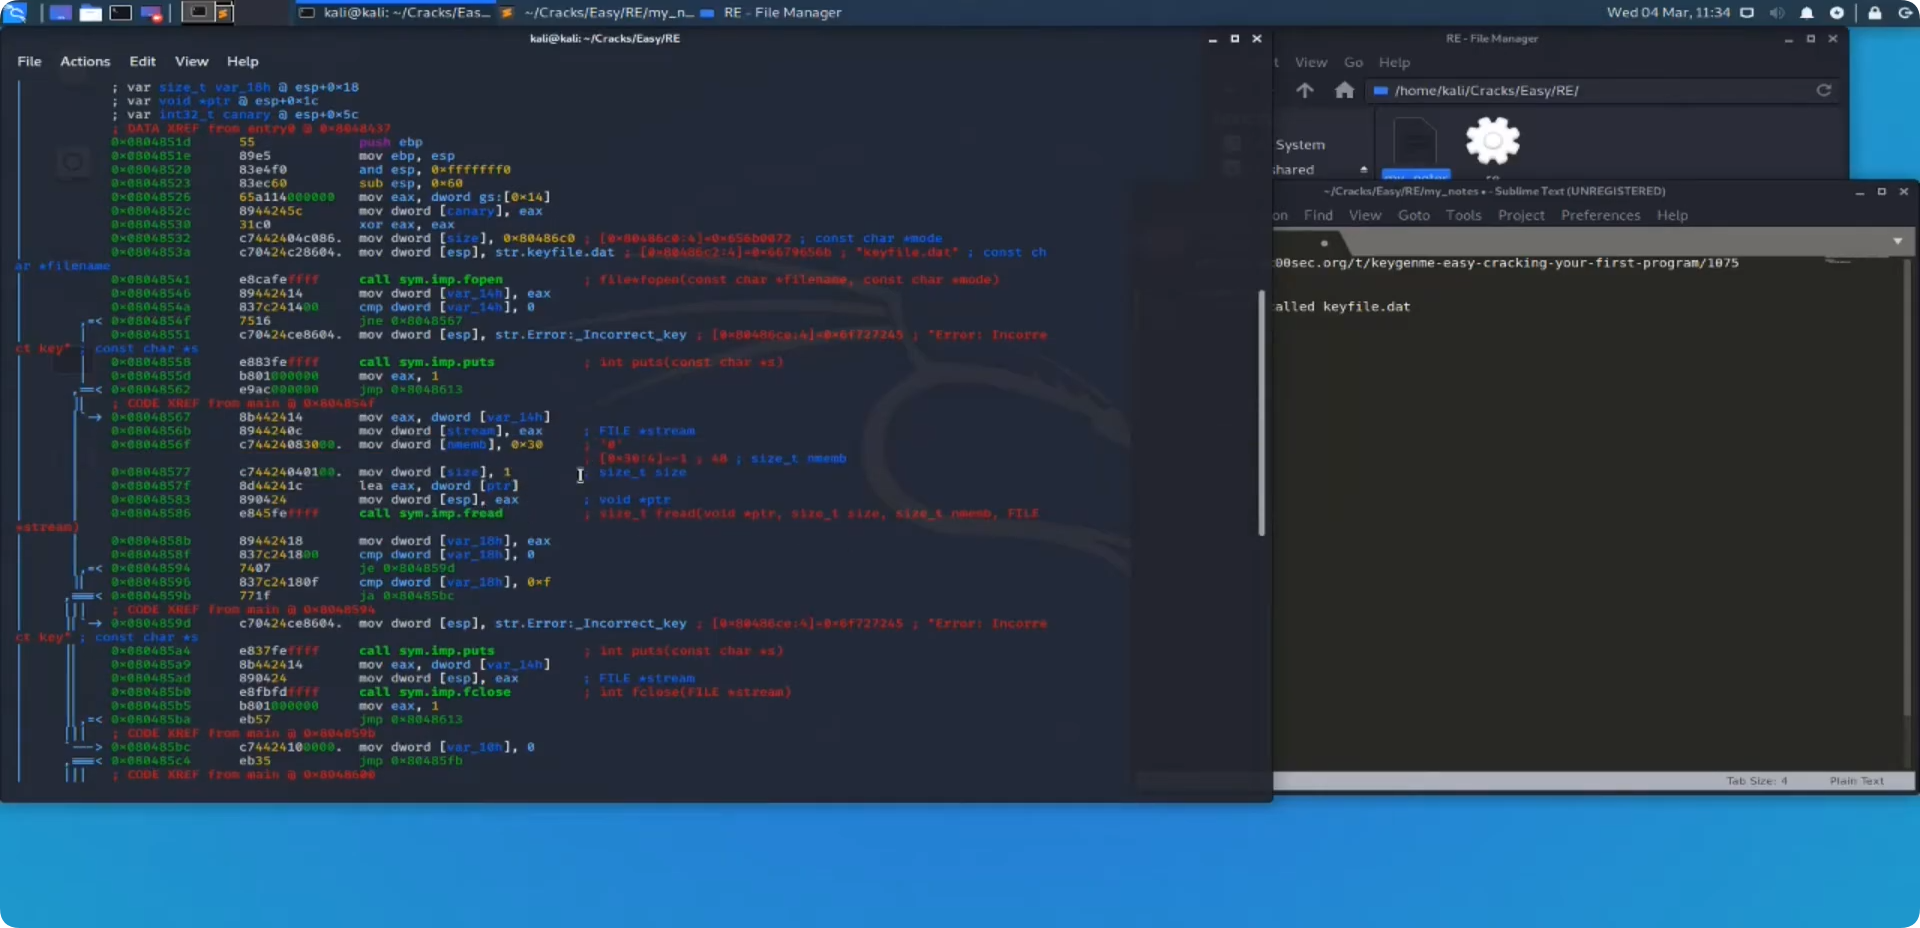 kali@kali: ~/Cracks/Eas... ~/Cracks/Easy/RE/my_n... RE - File Manager Wed 04 Mar, 11:34
kali@kali: ~/Cracks/Easy/RE
File Actions Edit View Help
; var size_t var_18h @ esp+0x18
; var void *ptr @ esp+0x1c
; var int32_t canary @ esp+0x5c
; DATA XREF from entry0 @ 0x8048437
0x0804851d 55 push ebp
0x0804851e 89e5 mov ebp, esp
0x08048520 83e4f0 and esp, 0xfffffff0
0x08048523 83ec60 sub esp, 0x60
0x08048526 65a114000000 mov eax, dword gs:[0x14]
0x0804852c 8944245c mov dword [canary], eax
0x08048530 31c0 xor eax, eax
0x08048532 c7442404c086. mov dword [size], 0x80486c0 ; [0x80486c0:4]=0x656b0072 ; const char *mode
0x0804853a c70424c28604. mov dword [esp], str.keyfile.dat ; [0x80486c2:4]=0x6679656b ; "keyfile.dat" ; const ch
ar *filename
0x08048541 e8cafeffff call sym.imp.fopen ; file*fopen(const char *filename, const char *mode)
0x08048546 89442414 mov dword [var_14h], eax
0x0804854a 837c241400 cmp dword [var_14h], 0
0x0804854f 7516 jne 0x8048567
0x08048551 c70424ce8604. mov dword [esp], str.Error:_Incorrect_key ; [0x80486ce:4]=0x6f727245 ; "Error: Incorre
ct key" ; const char *s
0x08048558 e883feffff call sym.imp.puts ; int puts(const char *s)
0x0804855d b801000000 mov eax, 1
0x08048562 e9ac000000 jmp 0x8048613
; CODE XREF from main @ 0x804854f
0x08048567 8b442414 mov eax, dword [var_14h]
0x0804856b 8944240c mov dword [stream], eax ; FILE *stream
0x0804856f c74424083000. mov dword [nmemb], 0x30 ; '0'
; [0x30:4]=-1 ; 48 ; size_t nmemb
0x08048577 c74424040100. mov dword [size], 1 ; size_t size
0x0804857f 8d44241c lea eax, dword [ptr]
0x08048583 890424 mov dword [esp], eax ; void *ptr
0x08048586 e845feffff call sym.imp.fread ; size_t fread(void *ptr, size_t size, size_t nmemb, FILE
*stream)
0x0804858b 89442418 mov dword [var_18h], eax
0x0804858f 837c241800 cmp dword [var_18h], 0
0x08048594 7407 je 0x804859d
0x08048596 837c24180f cmp dword [var_18h], 0xf
0x0804859b 771f ja 0x80485bc
; CODE XREF from main @ 0x8048594
0x0804859d c70424ce8604. mov dword [esp], str.Error:_Incorrect_key ; [0x80486ce:4]=0x6f727245 ; "Error: Incorre
ct key" ; const char *s
0x080485a4 e837feffff call sym.imp.puts ; int puts(const char *s)
0x080485a9 8b442414 mov eax, dword [var_14h]
0x080485ad 890424 mov dword [esp], eax ; FILE *stream
0x080485b0 e8fbfdffff call sym.imp.fclose ; int fclose(FILE *stream)
0x080485b5 b801000000 mov eax, 1
0x080485ba eb57 jmp 0x8048613
; CODE XREF from main @ 0x804859b
0x080485bc c74424100000. mov dword [var_10h], 0
0x080485c4 eb35 jmp 0x80485fb
; CODE XREF from main @ 0x8048600
RE - File Manager
t View Go Help
/home/kali/Cracks/Easy/RE/
System
shared
my_notes
re
~/Cracks/Easy/RE/my_notes • - Sublime Text (UNREGISTERED)
on Find View Goto Tools Project Preferences Help
00sec.org/t/keygenme-easy-cracking-your-first-program/1075
alled keyfile.dat
Tab Size: 4 Plain Text